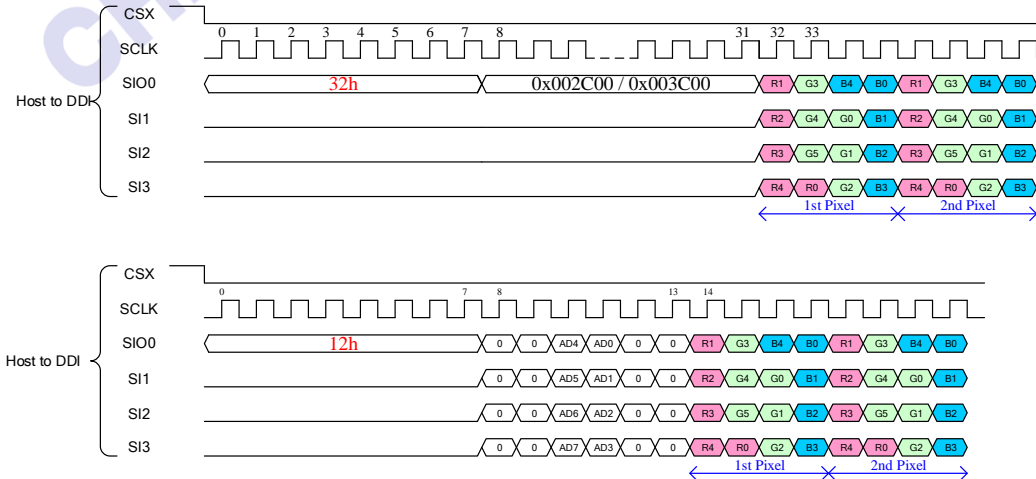 CSX
0 1 2 3 4 5 6 7 8 31 32 33
SCLK
SIO0 32h 0x002C00 / 0x003C00 R1 G3 B4 B0 R1 G3 B4 B0
Host to DDI
SI1 R2 G4 G0 B1 R2 G4 G0 B1
SI2 R3 G5 G1 B2 R3 G5 G1 B2
SI3 R4 R0 G2 B3 R4 R0 G2 B3
1st Pixel 2nd Pixel
CSX
0 7 8 13 14
SCLK
SIO0 12h 0 0 AD4 AD0 0 0 R1 G3 B4 B0 R1 G3 B4 B0
Host to DDI
SI1 0 0 AD5 AD1 0 0 R2 G4 G0 B1 R2 G4 G0 B1
SI2 0 0 AD6 AD2 0 0 R3 G5 G1 B2 R3 G5 G1 B2
SI3 0 0 AD7 AD3 0 0 R4 R0 G2 B3 R4 R0 G2 B3
1st Pixel 2nd Pixel